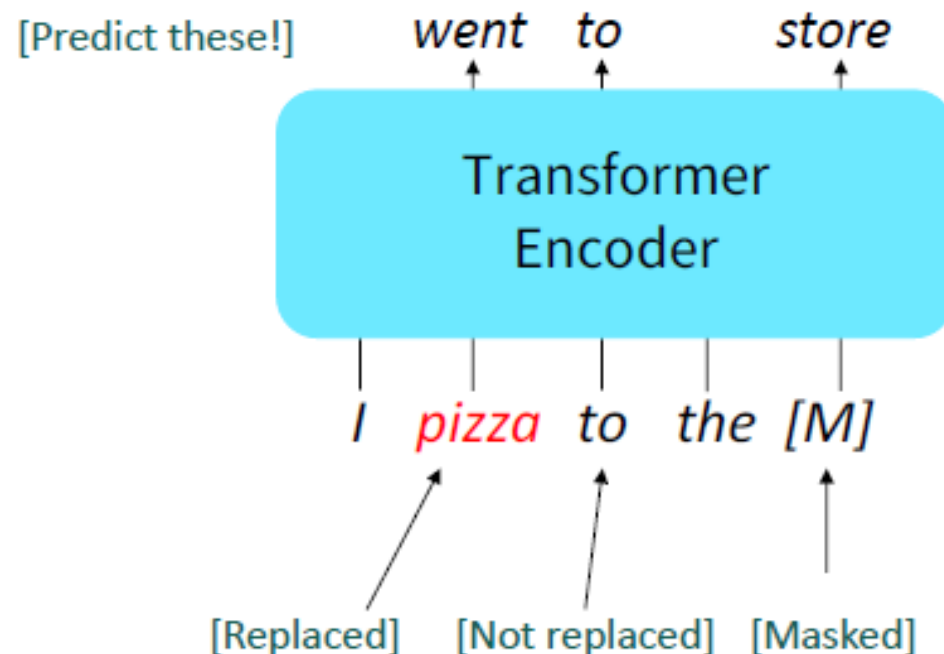 [Predict these!] went to store
Transformer
Encoder
I pizza to the [M]
[Replaced] [Not replaced] [Masked]